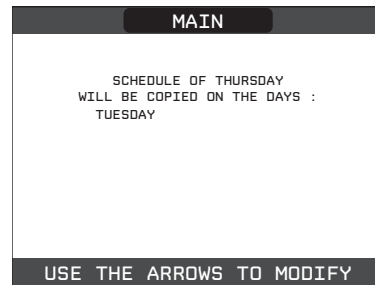 MAIN
SCHEDULE OF THURSDAY
WILL BE COPIED ON THE DAYS :
TUESDAY
USE THE ARROWS TO MODIFY